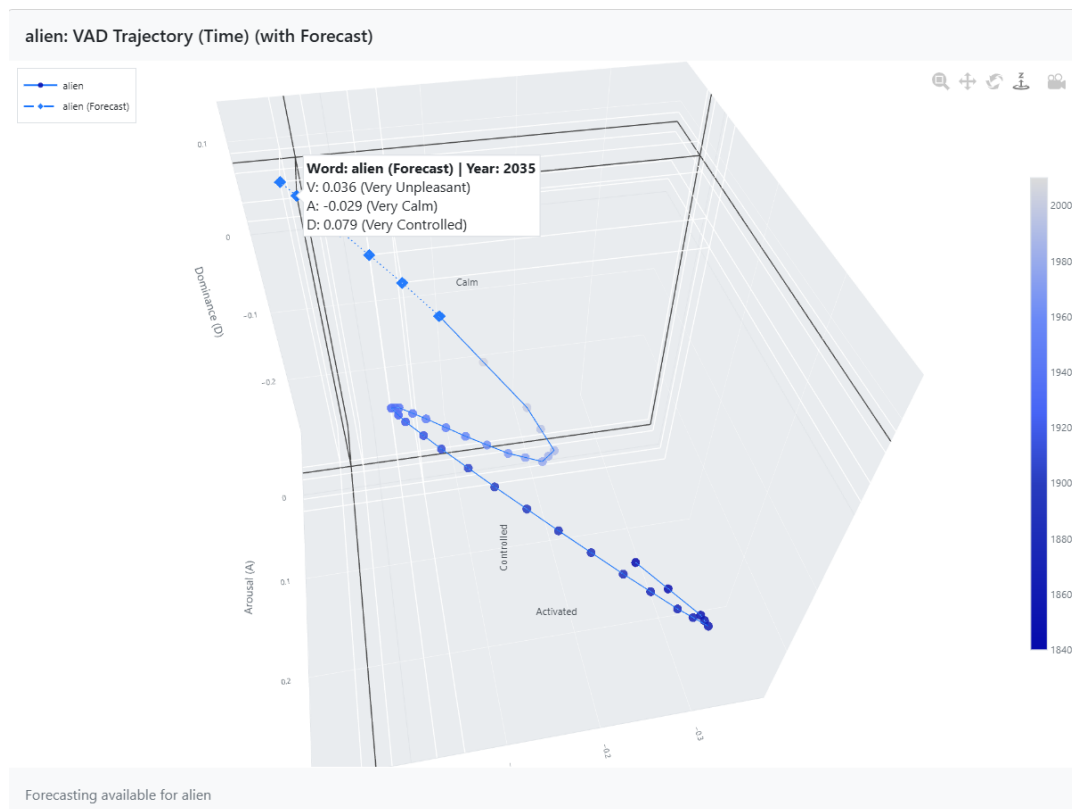 alien: VAD Trajectory (Time) (with Forecast)
alien
alien (Forecast)
Z
0.1
Word: alien (Forecast) | Year: 2035
V: 0.036 (Very Unpleasant)
A: -0.029 (Very Calm)
D: 0.079 (Very Controlled)
2000
0
1980
Dominance (D)
Calm
−0.1
1960
−0.2
1940
1920
0
1900
Controlled
Arousal (A)
0.1
1880
Activated
1860
1840
0.2
−0.3
−0.2
Forecasting available for alien